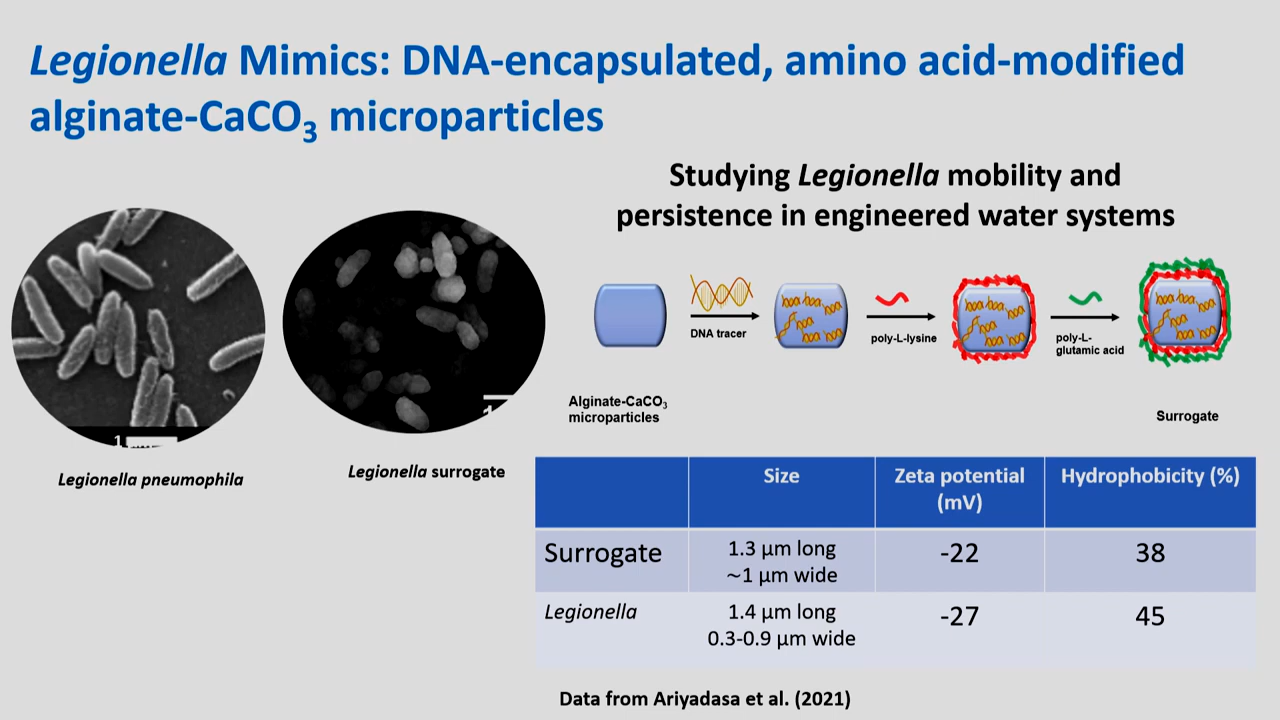 Legionella Mimics: DNA-encapsulated, amino acid-modified
alginate-CaCO₃ microparticles
Studying Legionella mobility and
persistence in engineered water systems
DNA tracer
poly-L-lysine
poly-L-
glutamic acid
Alginate-CaCO₃
microparticles
Surrogate
1
1
Legionella pneumophila
Legionella surrogate
Size
Zeta potential
(mV)
Hydrophobicity (%)
Surrogate
1.3 µm long
~1 µm wide
-22
38
Legionella
1.4 µm long
0.3-0.9 µm wide
-27
45
Data from Ariyadasa et al. (2021)